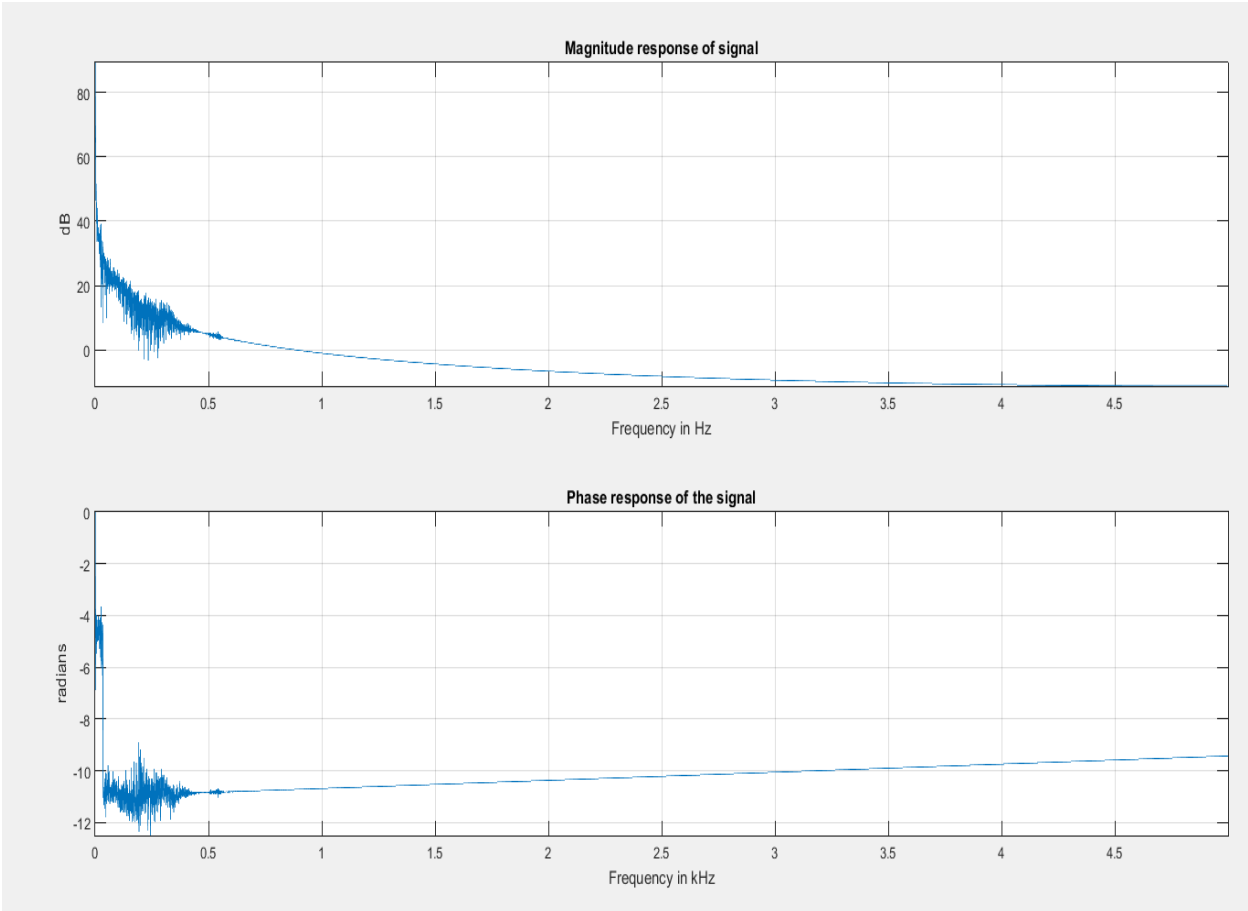 Magnitude response of signal
80
60
40
20
0
dB
0 0.5 1 1.5 2 2.5 3 3.5 4 4.5
Frequency in Hz
Phase response of the signal
0
-2
-4
-6
-8
-10
-12
radians
0 0.5 1 1.5 2 2.5 3 3.5 4 4.5
Frequency in kHz